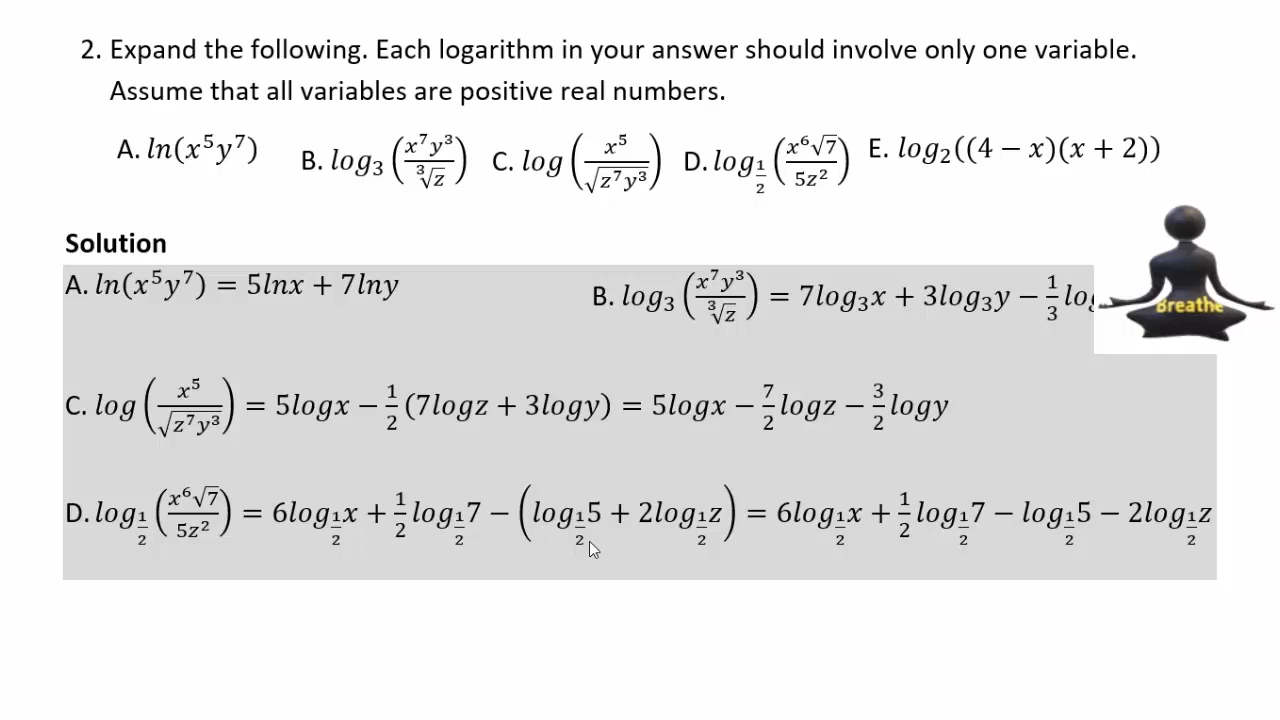 2. Expand the following. Each logarithm in your answer should involve only one variable.
Assume that all variables are positive real numbers.
A. ln(x⁵y⁷) B. log₃(x⁷y³/∛z) C. log(x⁵/√(z⁷y³)) D. log_(1/2)(x⁶√7/5z²) E. log₂((4 − x)(x + 2))
Solution
A. ln(x⁵y⁷) = 5lnx + 7lny B. log₃(x⁷y³/∛z) = 7log₃x + 3log₃y − 1/3 lo
Breathe
C. log(x⁵/√(z⁷y³)) = 5logx − 1/2(7logz + 3logy) = 5logx − 7/2 logz − 3/2 logy
D. log_(1/2)(x⁶√7/5z²) = 6log_(1/2)x + 1/2 log_(1/2)7 − (log_(1/2)5 + 2log_(1/2)z) = 6log_(1/2)x + 1/2 log_(1/2)7 − log_(1/2)5 − 2log_(1/2)z